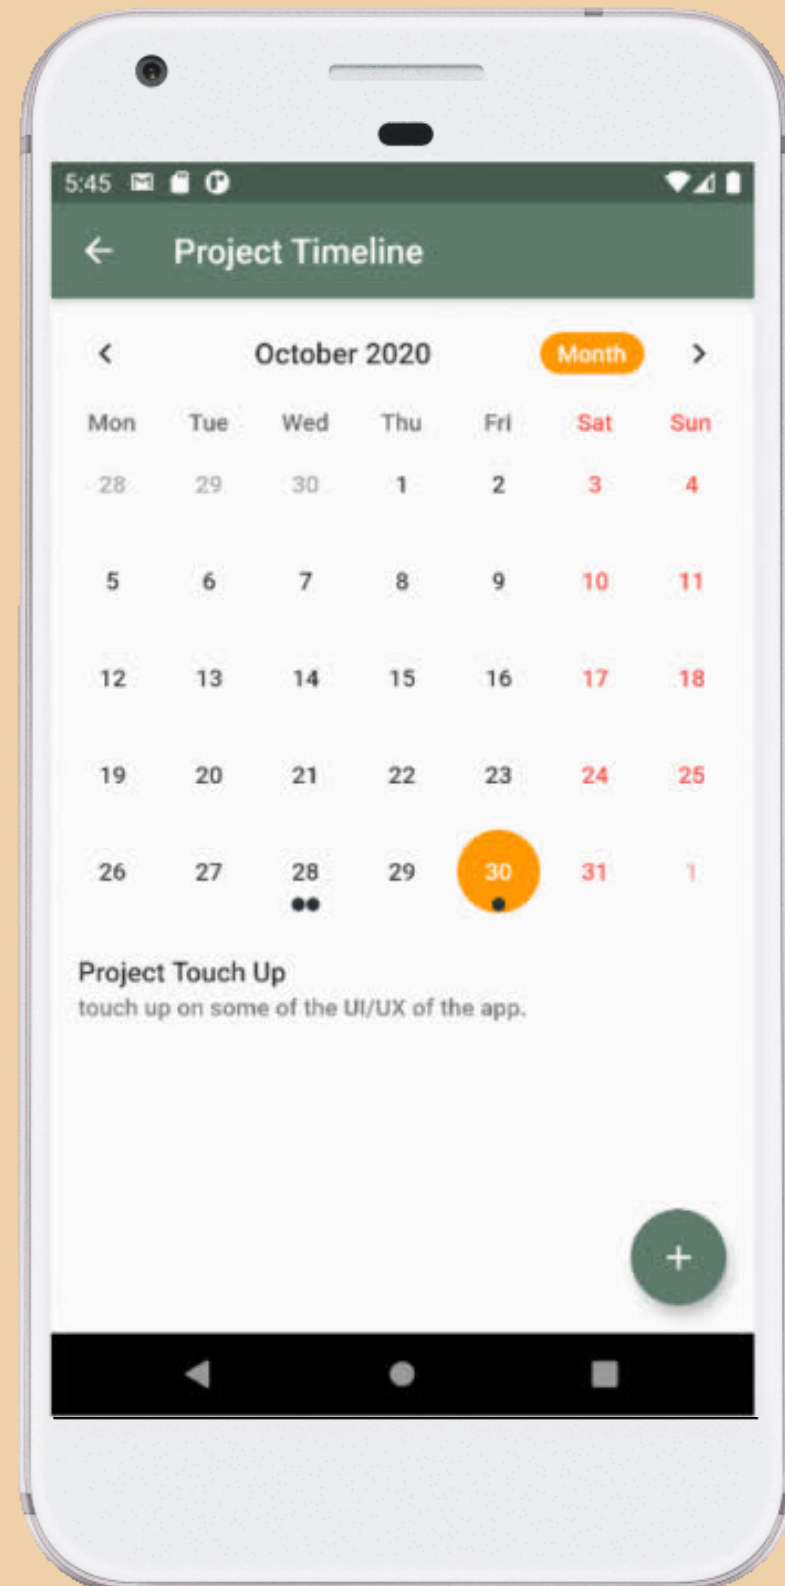 5:45
Project Timeline
October 2020 Month
Mon Tue Wed Thu Fri Sat Sun
28 29 30 1 2 3 4
5 6 7 8 9 10 11
12 13 14 15 16 17 18
19 20 21 22 23 24 25
26 27 28 29 30 31 1
Project Touch Up
touch up on some of the UI/UX of the app.